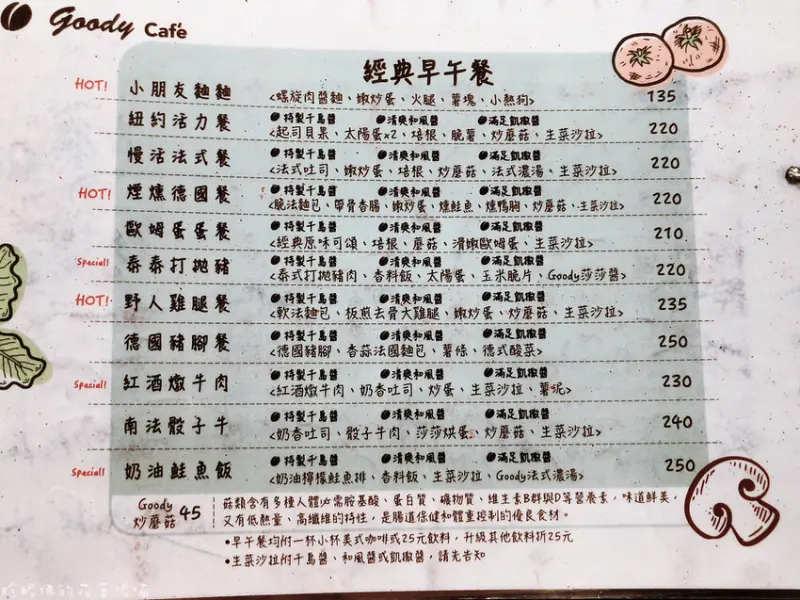 Goody Café
經典早午餐
HOT! 小朋友麵麵 <螺旋肉醬麵、嫩炒蛋、火腿、薯塊、小熱狗> 135
特製千島醬 清爽和風醬 滿足凱撒醬
紐約活力餐 <起司貝果、太陽蛋x2、培根、脆薯、炒蘑菇、生菜沙拉> 220
特製千島醬 清爽和風醬 滿足凱撒醬
慢活法式餐 <法式吐司、嫩炒蛋、培根、炒蘑菇、法式濃湯、生菜沙拉> 220
特製千島醬 清爽和風醬 滿足凱撒醬
HOT! 煙燻德國餐 <脆法麵包、帶骨香腸、嫩炒蛋、燻鮭魚、燻鴨胸、炒蘑菇、生菜沙拉> 220
特製千島醬 清爽和風醬 滿足凱撒醬
歐姆蛋蛋餐 <經典原味可頌、培根、蘑菇、滑嫩歐姆蛋、生菜沙拉> 210
特製千島醬 清爽和風醬 滿足凱撒醬
Special! 泰泰打拋豬 <泰式打拋豬肉、香料飯、太陽蛋、玉米脆片、Goody莎莎醬> 220
特製千島醬 清爽和風醬 滿足凱撒醬
HOT! 野人雞腿餐 <軟法麵包、板煎去骨大雞腿、嫩炒蛋、炒蘑菇、生菜沙拉> 235
特製千島醬 清爽和風醬 滿足凱撒醬
德國豬腳餐 <德國豬腳、香蒜法國麵包、薯條、德式酸菜> 250
特製千島醬 清爽和風醬 滿足凱撒醬
Special! 紅酒燉牛肉 <紅酒燉牛肉、奶香吐司、炒蛋、生菜沙拉、薯泥> 230
特製千島醬 清爽和風醬 滿足凱撒醬
南法骰子牛 <奶香吐司、骰子牛肉、莎莎烘蛋、炒蘑菇、生菜沙拉> 240
特製千島醬 清爽和風醬 滿足凱撒醬
Special! 奶油鮭魚飯 <奶油檸檬鮭魚排、香料飯、生菜沙拉、Goody法式濃湯> 250
Goody 炒蘑菇 45
菇類含有多種人體必需胺基酸、蛋白質、礦物質、維生素B群與D等營養素，味道鮮美，
又有低熱量、高纖維的特性，是腸道保健和體重控制的優良食材。
•早午餐均附一杯小杯美式咖啡或25元飲料，升級其他飲料折25元
•生菜沙拉附千島醬、和風醬或凱撒醬，請先告知